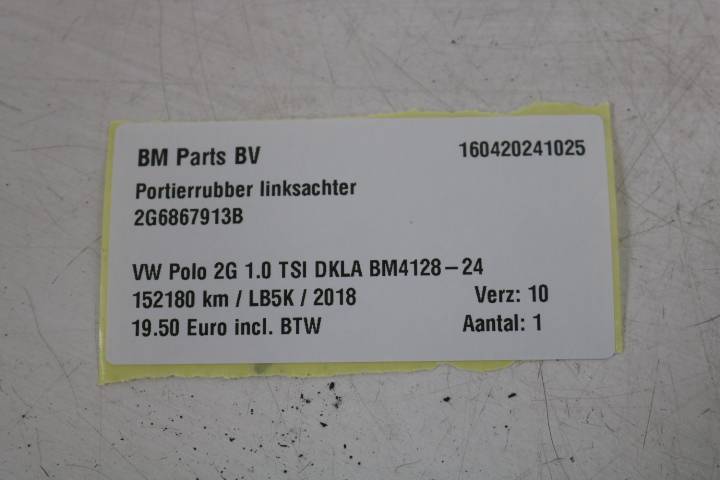 BM Parts BV 160420241025
Portierrubber linksachter
2G6867913B
VW Polo 2G 1.0 TSI DKLA BM4128-24
152180 km / LB5K / 2018 Verz: 10
19.50 Euro incl. BTW Aantal: 1